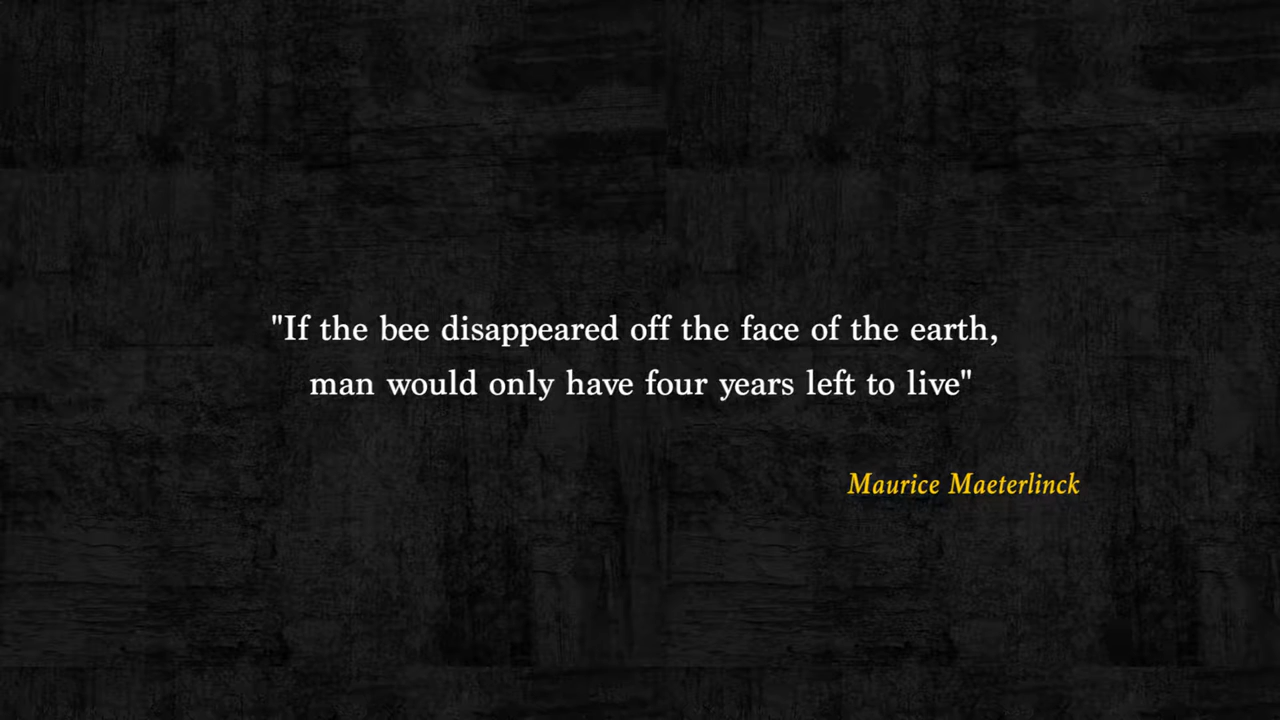 "If the bee disappeared off the face of the earth,
man would only have four years left to live"
Maurice Maeterlinck